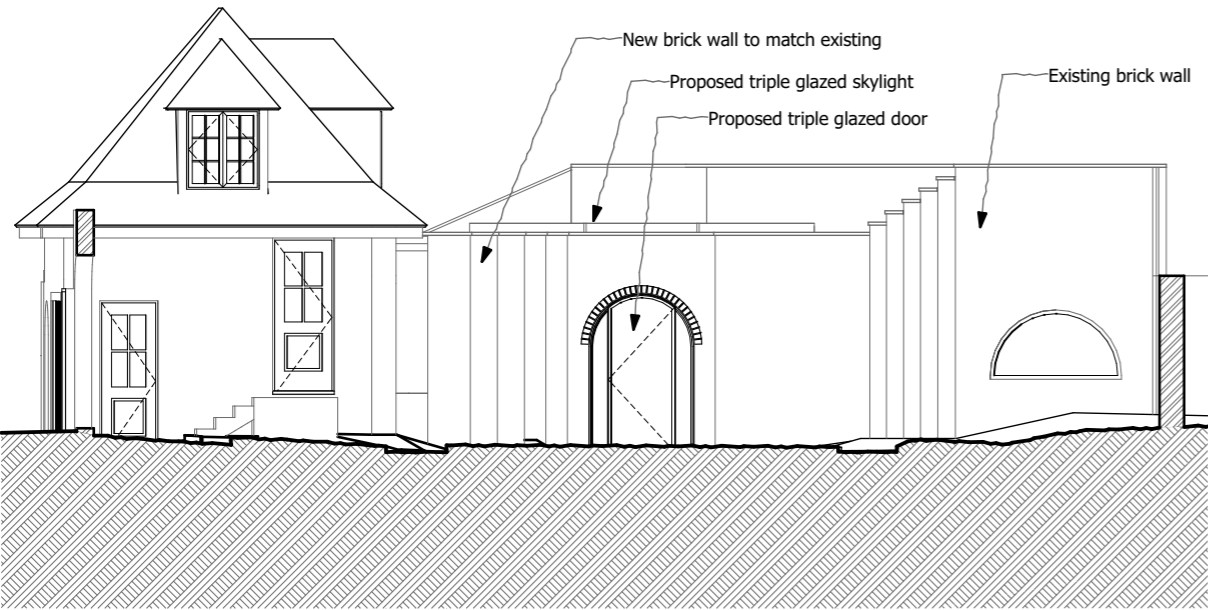 New brick wall to match existing
Proposed triple glazed skylight
Existing brick wall
Proposed triple glazed door